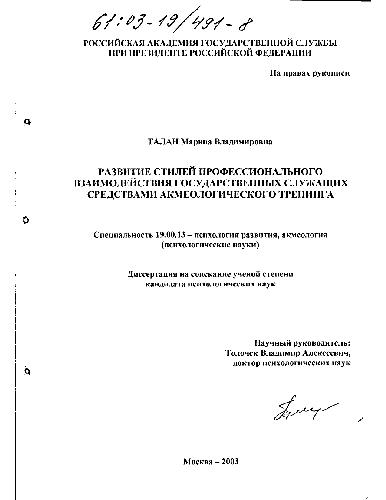 61:03-19/491-8
РОССИЙСКАЯ АКАДЕМИЯ ГОСУДАРСТВЕННОЙ СЛУЖБЫ
ПРИ ПРЕЗИДЕНТЕ РОССИЙСКОЙ ФЕДЕРАЦИИ
На правах рукописи
ТАЛАН Марина Владимировна
РАЗВИТИЕ СТИЛЕЙ ПРОФЕССИОНАЛЬНОГО
ВЗАИМОДЕЙСТВИЯ ГОСУДАРСТВЕННЫХ СЛУЖАЩИХ
СРЕДСТВАМИ АКМЕОЛОГИЧЕСКОГО ТРЕНИНГА
Специальность 19.00.13 – психология развития, акмеология
(психологические науки)
Диссертация на соискание ученой степени
кандидата психологических наук
Научный руководитель:
Толочек Владимир Алексеевич,
доктор психологических наук
Москва – 2003